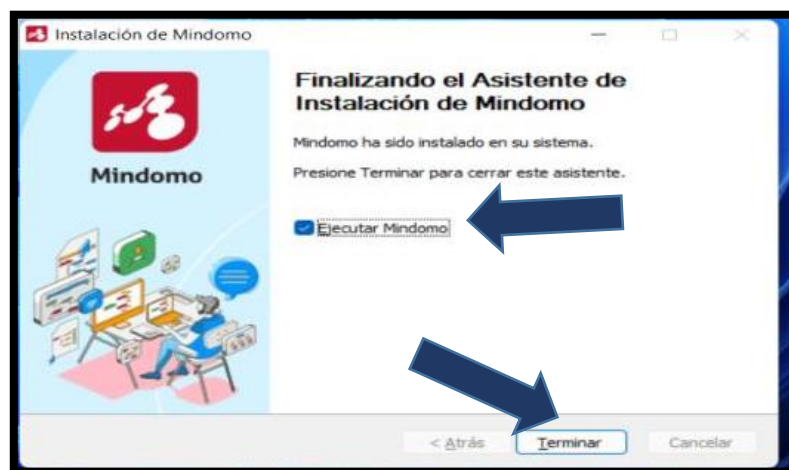 Instalación de Mindomo
Mindomo
Finalizando el Asistente de
Instalación de Mindomo
Mindomo ha sido instalado en su sistema.
Presione Terminar para cerrar este asistente.
Ejecutar Mindomo
< Atrás
Terminar
Cancelar